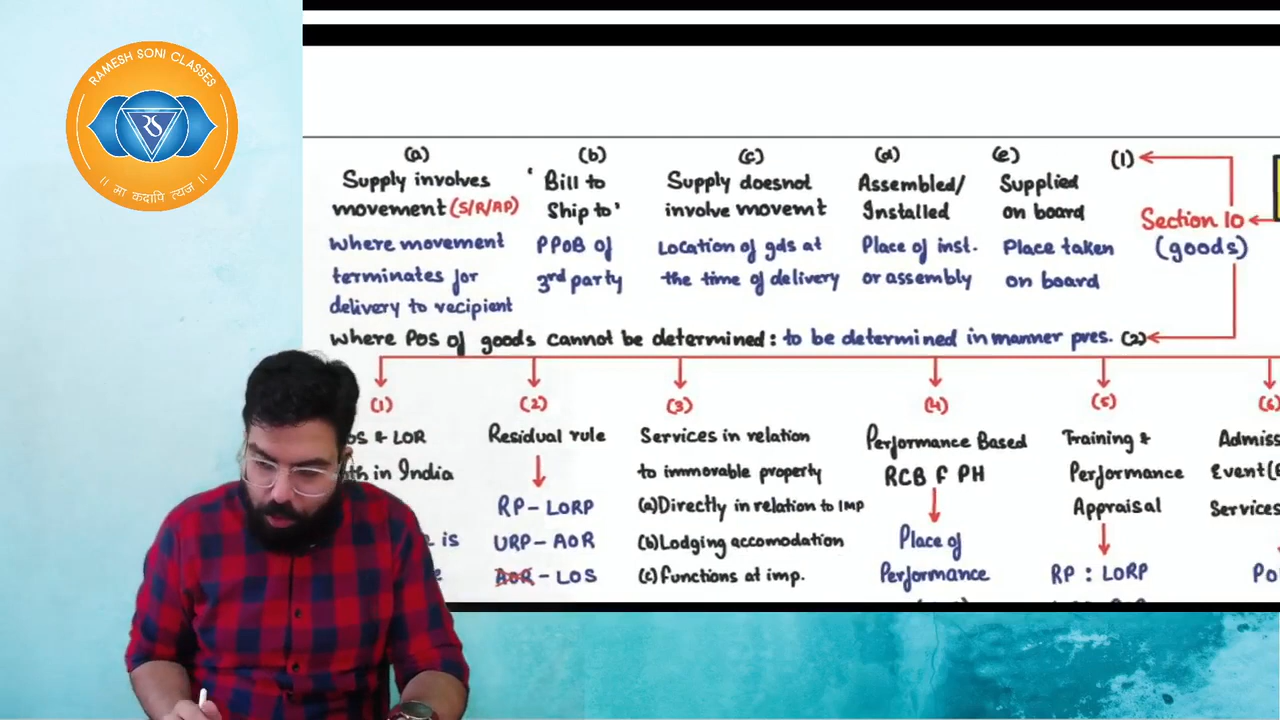 RAMESH SONI CLASSES
RS
॥ मा कदापि त्यज ॥
(a) (b) (c) (d) (e) (1)
Supply involves 'Bill to Supply doesnot Assembled/ Supplied
movement (S/R/AP) Ship to' involve movemt Installed on board Section 10
where movement PPOB of Location of gds at Place of inst. Place taken (goods)
terminates for 3rd party the time of delivery or assembly on board
delivery to recipient
where POS of goods cannot be determined: to be determined in manner pres. (2)
(1) (2) (3) (4) (5) (6)
OS & LOR Residual rule Services in relation Performance Based Training & Admiss
th in India to immovable property RCB F PH Performance Event (E
RP - LORP (a) Directly in relation to IMP Appraisal Services
is URP - AOR (b) Lodging accomodation Place of
AOR - LOS (c) Functions at imp. Performance RP : LORP Po